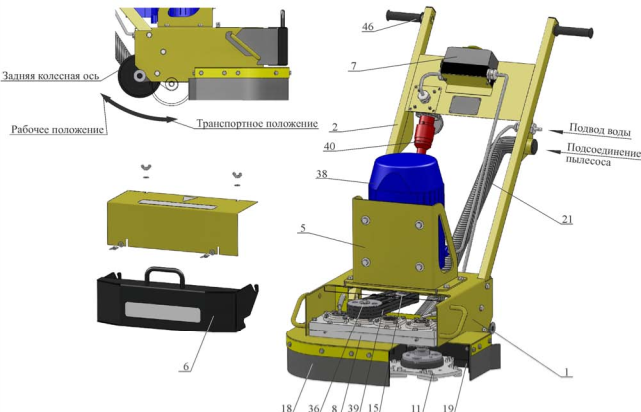 46
7
Задняя колесная ось
Рабочее положение
Транспортное положение
2
40
Подвод воды
Подсоединение
пылесоса
38
21
5
6
1
18
36
8
39
15
11
19